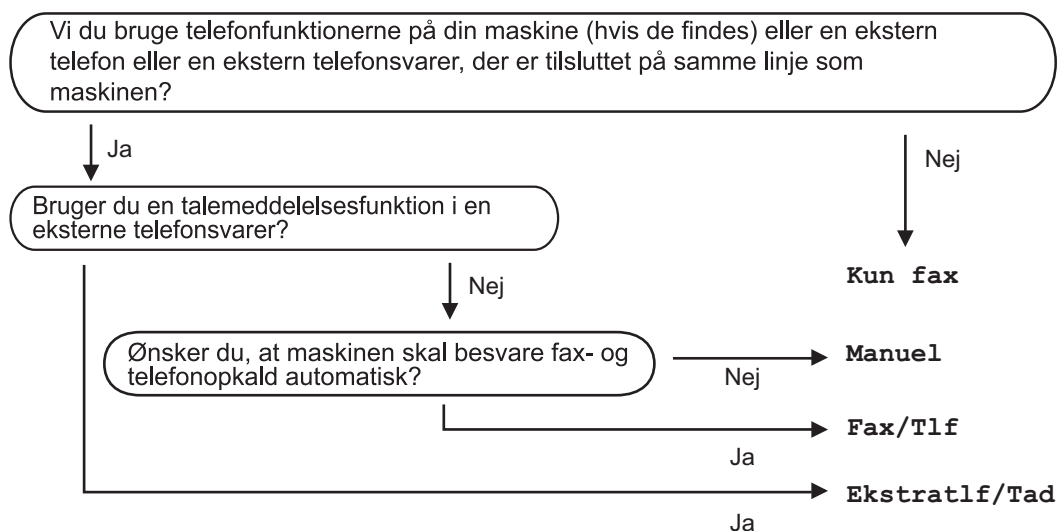 Vi du bruge telefonfunktionerne på din maskine (hvis de findes) eller en ekstern
telefon eller en ekstern telefonsvarer, der er tilsluttet på samme linje som
maskinen?
Ja
Nej
Bruger du en talemeddelelsesfunktion i en
eksterne telefonsvarer?
Kun fax
Nej
Ønsker du, at maskinen skal besvare fax- og
telefonopkald automatisk?
Nej
Manuel
Ja
Fax/Tlf
Ja
Ekstratlf/Tad